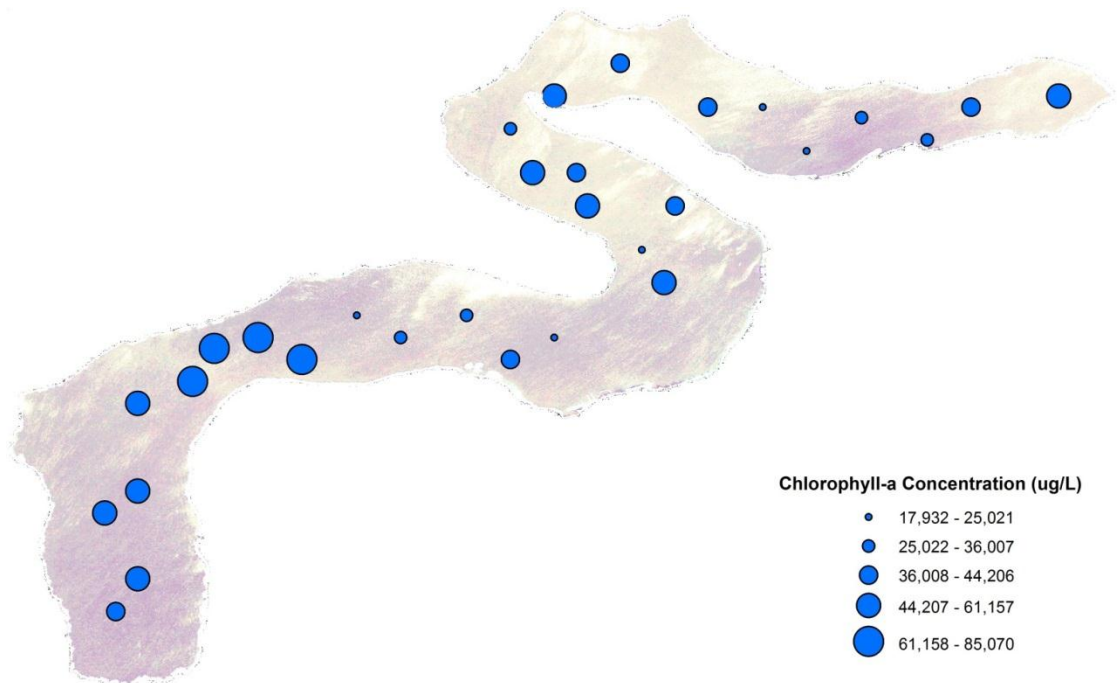 Chlorophyll-a Concentration (ug/L)
17,932 - 25,021
25,022 - 36,007
36,008 - 44,206
44,207 - 61,157
61,158 - 85,070